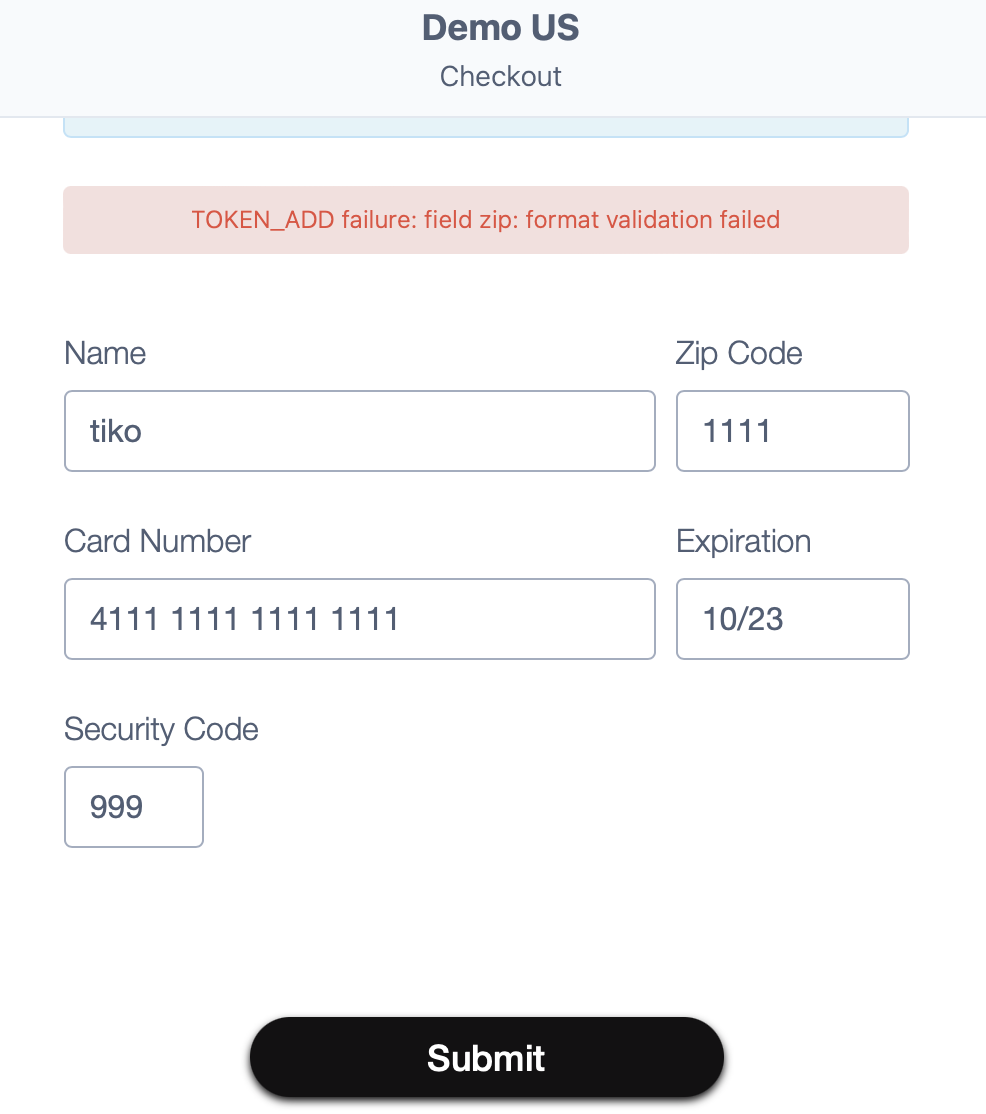 Demo US
Checkout
TOKEN_ADD failure: field zip: format validation failed
Name
Zip Code
tiko
1111
Card Number
Expiration
4111 1111 1111 1111
10/23
Security Code
999
Submit